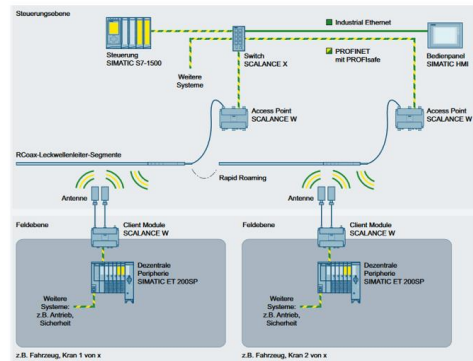 Steuerungsebene
Industrial Ethernet
PROFINET
mit PROFIsafe
Steuerung
SIMATIC S7-1500
Switch
SCALANCE X
Bedienpanel
SIMATIC HMI
Weitere
Systeme
Access Point
SCALANCE W
Access Point
SCALANCE W
RCoax-Leckwellenleiter-Segmente
Rapid Roaming
Antenne
Antenne
Feldebene
Client Module
SCALANCE W
Feldebene
Client Module
SCALANCE W
Dezentrale
Peripherie
SIMATIC ET 200SP
Dezentrale
Peripherie
SIMATIC ET 200SP
Weitere
Systeme:
z.B. Antrieb,
Sicherheit
Weitere
Systeme:
z.B. Antrieb,
Sicherheit
z.B. Fahrzeug, Kran 1 von x
z.B. Fahrzeug, Kran 2 von x